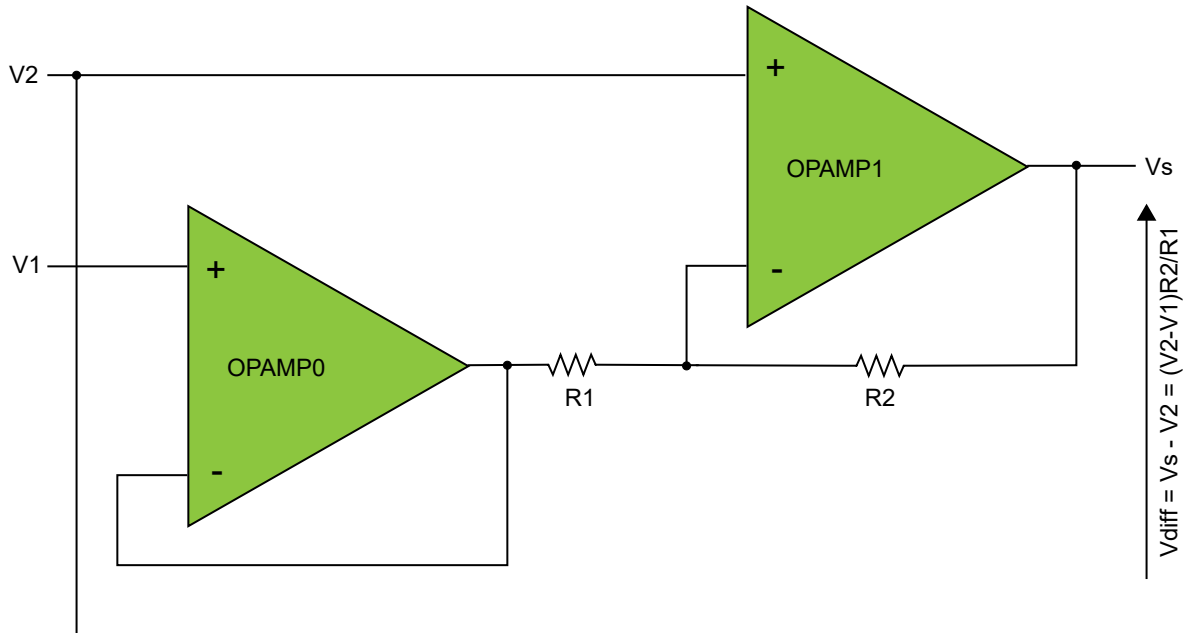 V2
+
OPAMP1
Vs
-
V1
+
OPAMP0
-
R1
R2
Vdiff = Vs - V2 = (V2-V1)R2/R1